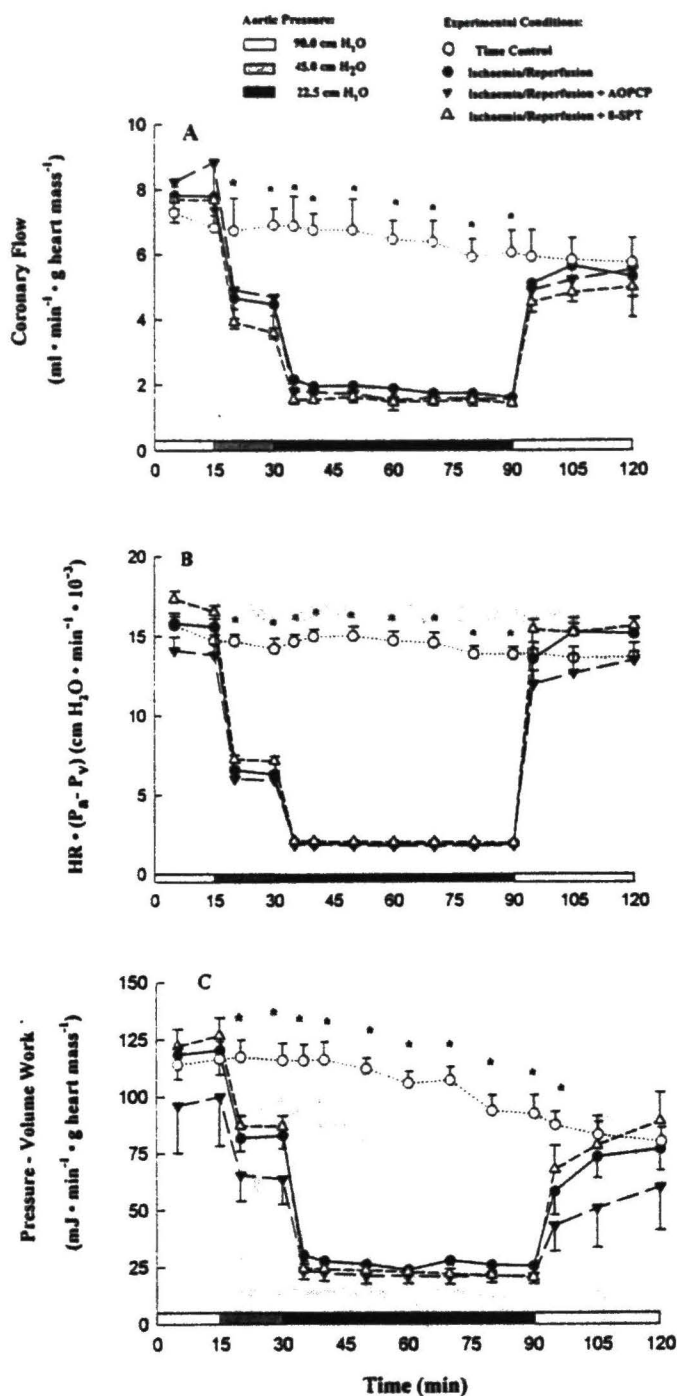 Aortic Pressure:
90.0 cm H₂O
45.0 cm H₂O
22.5 cm H₂O
Experimental Conditions:
Time Control
Ischaemia/Reperfusion
Ischaemia/Reperfusion + AOPCP
Ischaemia/Reperfusion + 8-SPT
A
Coronary Flow
(ml • min⁻¹ • g heart mass⁻¹)
10
8
6
4
2
0
* * * * * * * * *
0 15 30 45 60 75 90 105 120
B
HR • (Pₐ - Pᵥ) (cm H₂O • min⁻¹ • 10⁻³)
20
15
10
5
0
* * * * * * * * *
0 15 30 45 60 75 90 105 120
C
Pressure - Volume Work
(mJ • min⁻¹ • g heart mass⁻¹)
150
125
100
75
50
25
0
* * * * * * * * * *
0 15 30 45 60 75 90 105 120
Time (min)